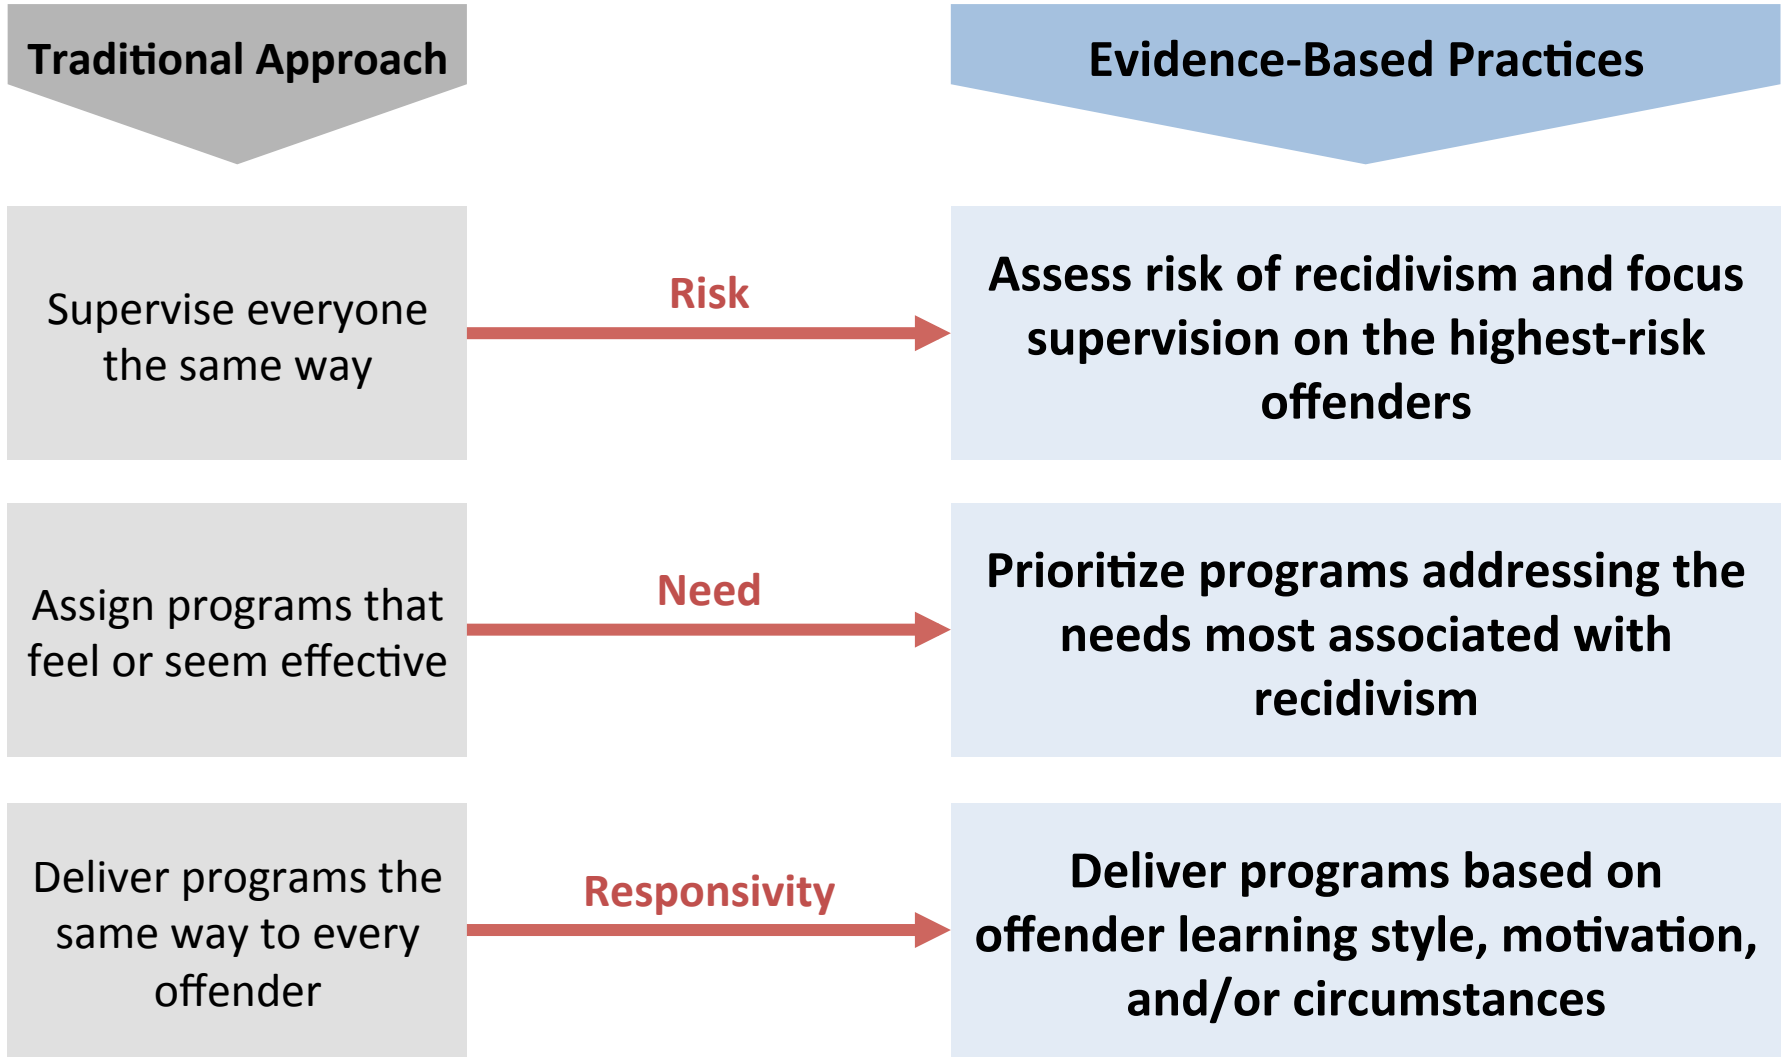 Traditional Approach
Evidence-Based Practices
Supervise everyone
the same way
Risk
Assess risk of recidivism and focus
supervision on the highest-risk
offenders
Assign programs that
feel or seem effective
Need
Prioritize programs addressing the
needs most associated with
recidivism
Deliver programs the
same way to every
offender
Responsivity
Deliver programs based on
offender learning style, motivation,
and/or circumstances